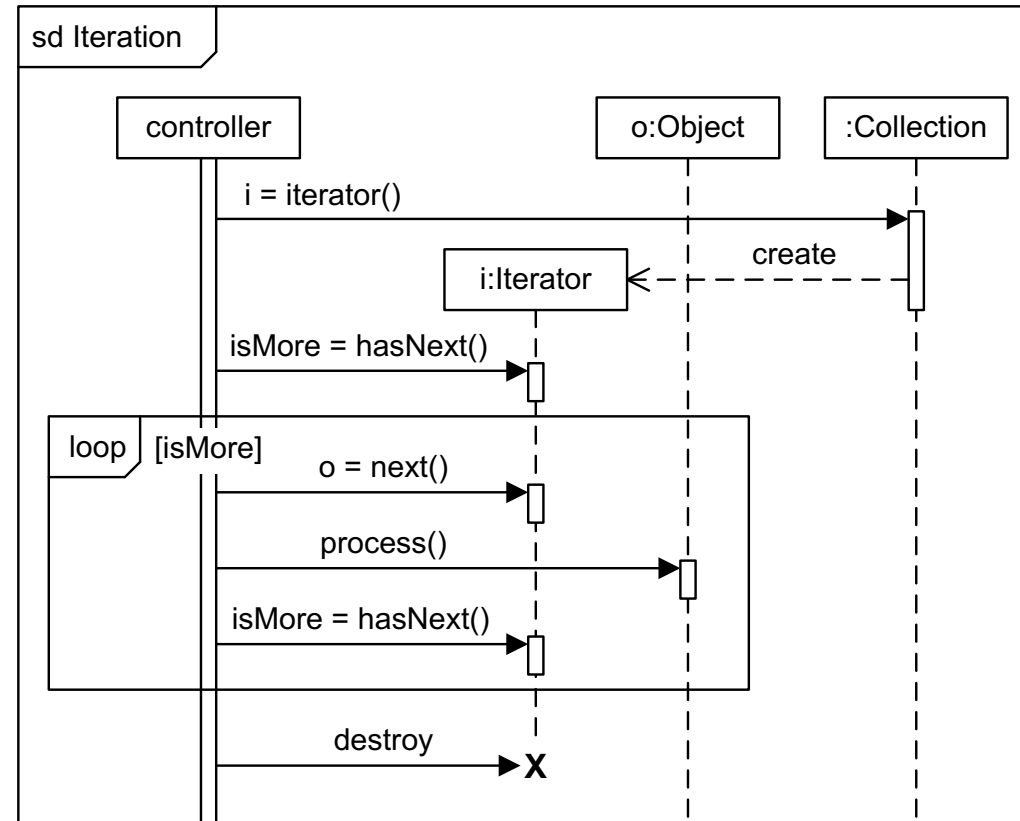 sd Iteration
controller
o:Object
:Collection
i = iterator()
create
i:Iterator
isMore = hasNext()
loop
[isMore]
o = next()
process()
isMore = hasNext()
destroy
X